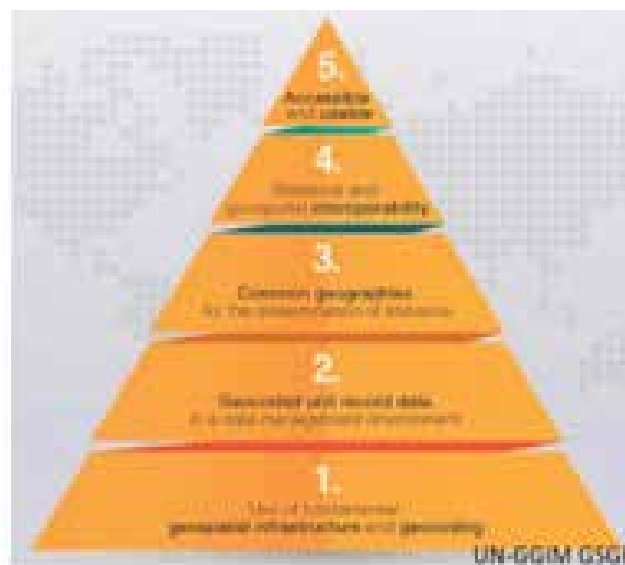 5.
Accessible
and usable
4.
Statistical and
geospatial interoperability
3.
Common geographies
for the dissemination of statistics
2.
Geocoded unit record data
in a data management environment
1.
Use of fundamental
geospatial infrastructure and geocoding
UN-GGIM GSG